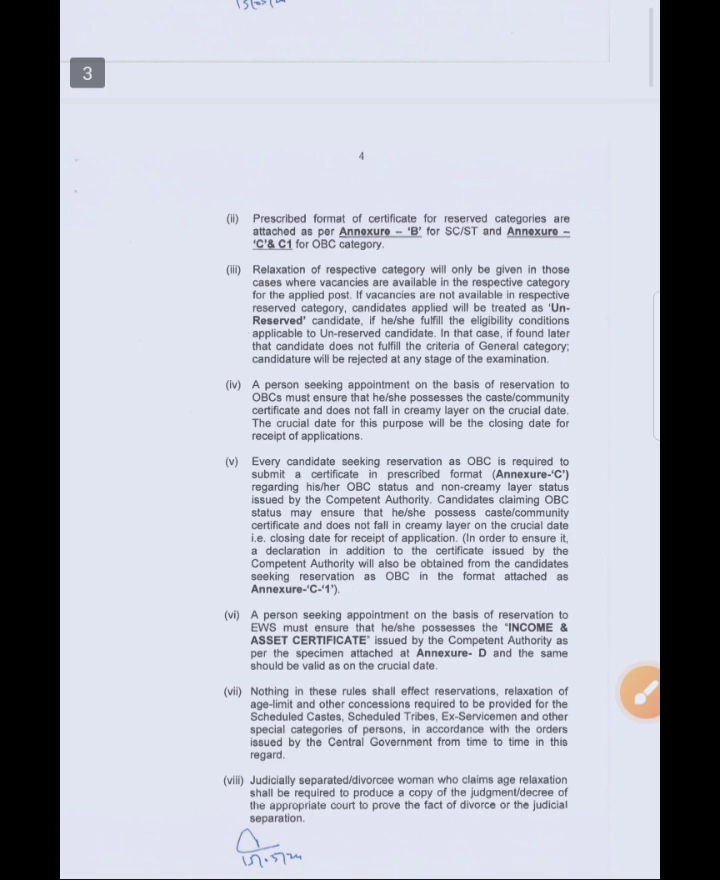 15/05/24
3
4
(ii) Prescribed format of certificate for reserved categories are
attached as per Annexure – 'B' for SC/ST and Annexure –
'C'& C1 for OBC category.
(iii) Relaxation of respective category will only be given in those
cases where vacancies are available in the respective category
for the applied post. If vacancies are not available in respective
reserved category, candidates applied will be treated as 'Un-
Reserved' candidate, if he/she fulfill the eligibility conditions
applicable to Un-reserved candidate. In that case, if found later
that candidate does not fulfill the criteria of General category;
candidature will be rejected at any stage of the examination.
(iv) A person seeking appointment on the basis of reservation to
OBCs must ensure that he/she possesses the caste/community
certificate and does not fall in creamy layer on the crucial date.
The crucial date for this purpose will be the closing date for
receipt of applications.
(v) Every candidate seeking reservation as OBC is required to
submit a certificate in prescribed format (Annexure-'C')
regarding his/her OBC status and non-creamy layer status
issued by the Competent Authority. Candidates claiming OBC
status may ensure that he/she possess caste/community
certificate and does not fall in creamy layer on the crucial date
i.e. closing date for receipt of application. (In order to ensure it,
a declaration in addition to the certificate issued by the
Competent Authority will also be obtained from the candidates
seeking reservation as OBC in the format attached as
Annexure-'C-'1').
(vi) A person seeking appointment on the basis of reservation to
EWS must ensure that he/she possesses the "INCOME &
ASSET CERTIFICATE" issued by the Competent Authority as
per the specimen attached at Annexure- D and the same
should be valid as on the crucial date.
(vii) Nothing in these rules shall effect reservations, relaxation of
age-limit and other concessions required to be provided for the
Scheduled Castes, Scheduled Tribes, Ex-Servicemen and other
special categories of persons, in accordance with the orders
issued by the Central Government from time to time in this
regard.
(viii) Judicially separated/divorcee woman who claims age relaxation
shall be required to produce a copy of the judgment/decree of
the appropriate court to prove the fact of divorce or the judicial
separation.
15/05/24